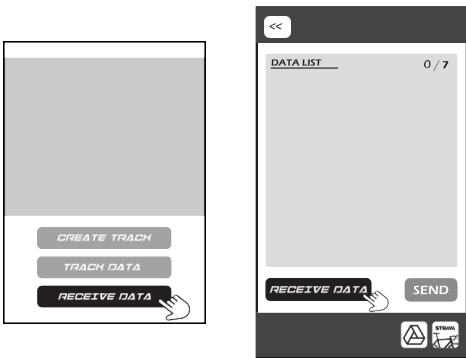 CREATE TRACK
TRACK DATA
RECEIVE DATA
<<
DATA LIST 0 / 7
RECEIVE DATA SEND
STRAVA